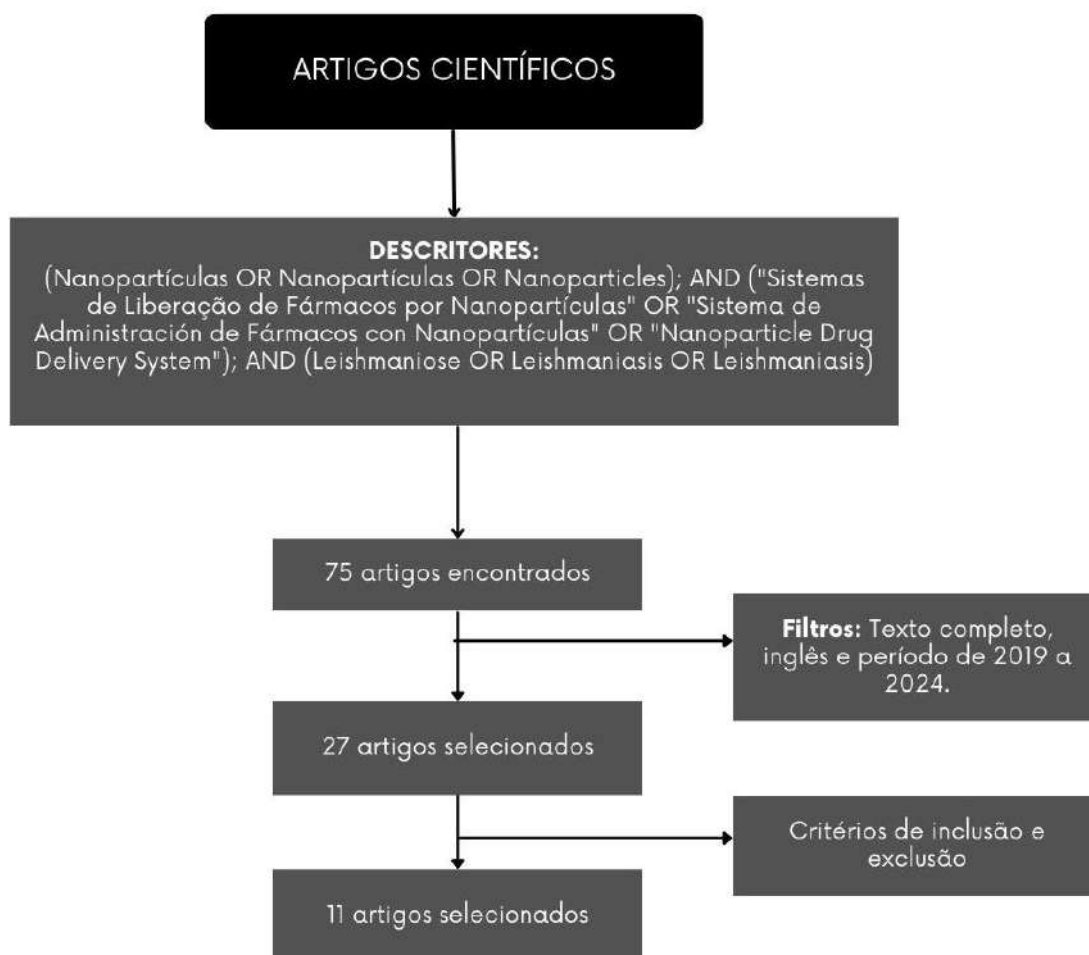 ARTIGOS CIENTÍFICOS
DESCRITORES:
(Nanopartículas OR Nanopartículas OR Nanoparticles); AND ("Sistemas
de Liberação de Fármacos por Nanopartículas" OR "Sistema de
Administración de Fármacos con Nanopartículas" OR "Nanoparticle Drug
Delivery System"); AND (Leishmaniose OR Leishmaniasis OR Leishmaniasis)
75 artigos encontrados
Filtros: Texto completo,
inglês e período de 2019 a
2024.
27 artigos selecionados
Critérios de inclusão e
exclusão
11 artigos selecionados